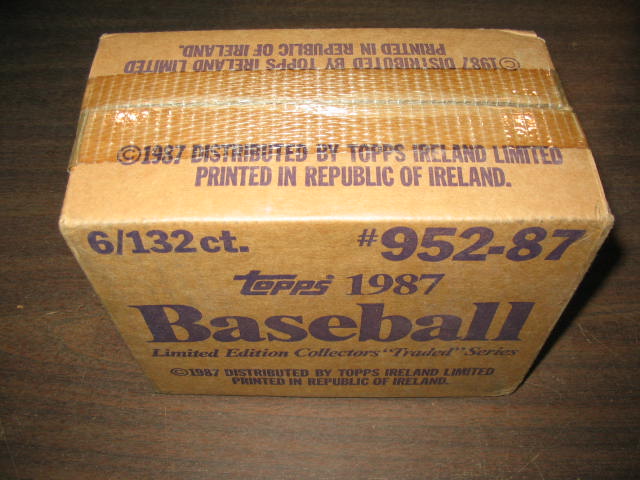 ©1987 DISTRIBUTED BY TOPPS IRELAND LIMITED
PRINTED IN REPUBLIC OF IRELAND.
©1987 DISTRIBUTED BY TOPPS IRELAND LIMITED
PRINTED IN REPUBLIC OF IRELAND.
6/132 ct. #952-87
Topps 1987
Baseball
Limited Edition Collectors "Traded" Series
©1987 DISTRIBUTED BY TOPPS IRELAND LIMITED
PRINTED IN REPUBLIC OF IRELAND.